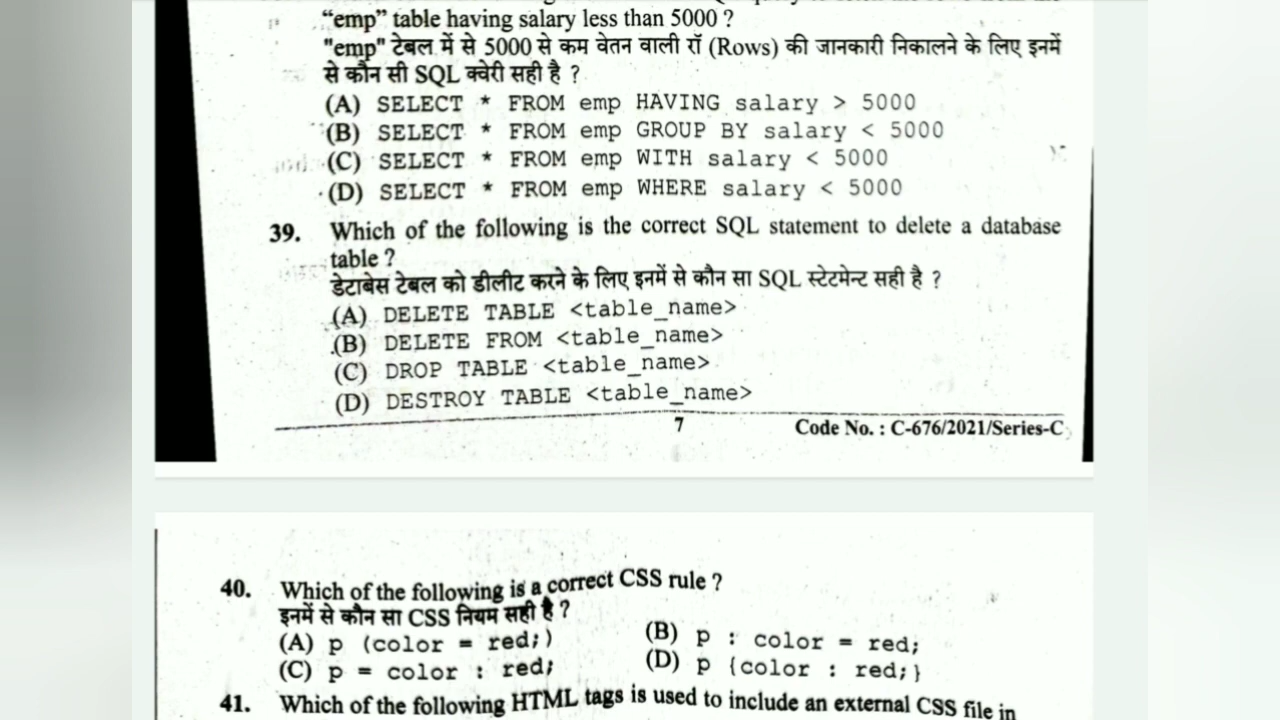 "emp" table having salary less than 5000 ?
"emp" टेबल में से 5000 से कम वेतन वाली रॉ (Rows) की जानकारी निकालने के लिए इनमें
से कौन सी SQL क्वेरी सही है ?
(A) SELECT * FROM emp HAVING salary > 5000
(B) SELECT * FROM emp GROUP BY salary < 5000
(C) SELECT * FROM emp WITH salary < 5000
(D) SELECT * FROM emp WHERE salary < 5000
39. Which of the following is the correct SQL statement to delete a database
table ?
डेटाबेस टेबल को डीलीट करने के लिए इनमें से कौन सा SQL स्टेटमेन्ट सही है ?
(A) DELETE TABLE <table_name>
(B) DELETE FROM <table_name>
(C) DROP TABLE <table_name>
(D) DESTROY TABLE <table_name>
7 Code No. : C-676/2021/Series-C
40. Which of the following is a correct CSS rule ?
इनमें से कौन सा CSS नियम सही है ?
(A) p (color = red;) (B) p : color = red;
(C) p = color : red; (D) p {color : red;}
41. Which of the following HTML tags is used to include an external CSS file in